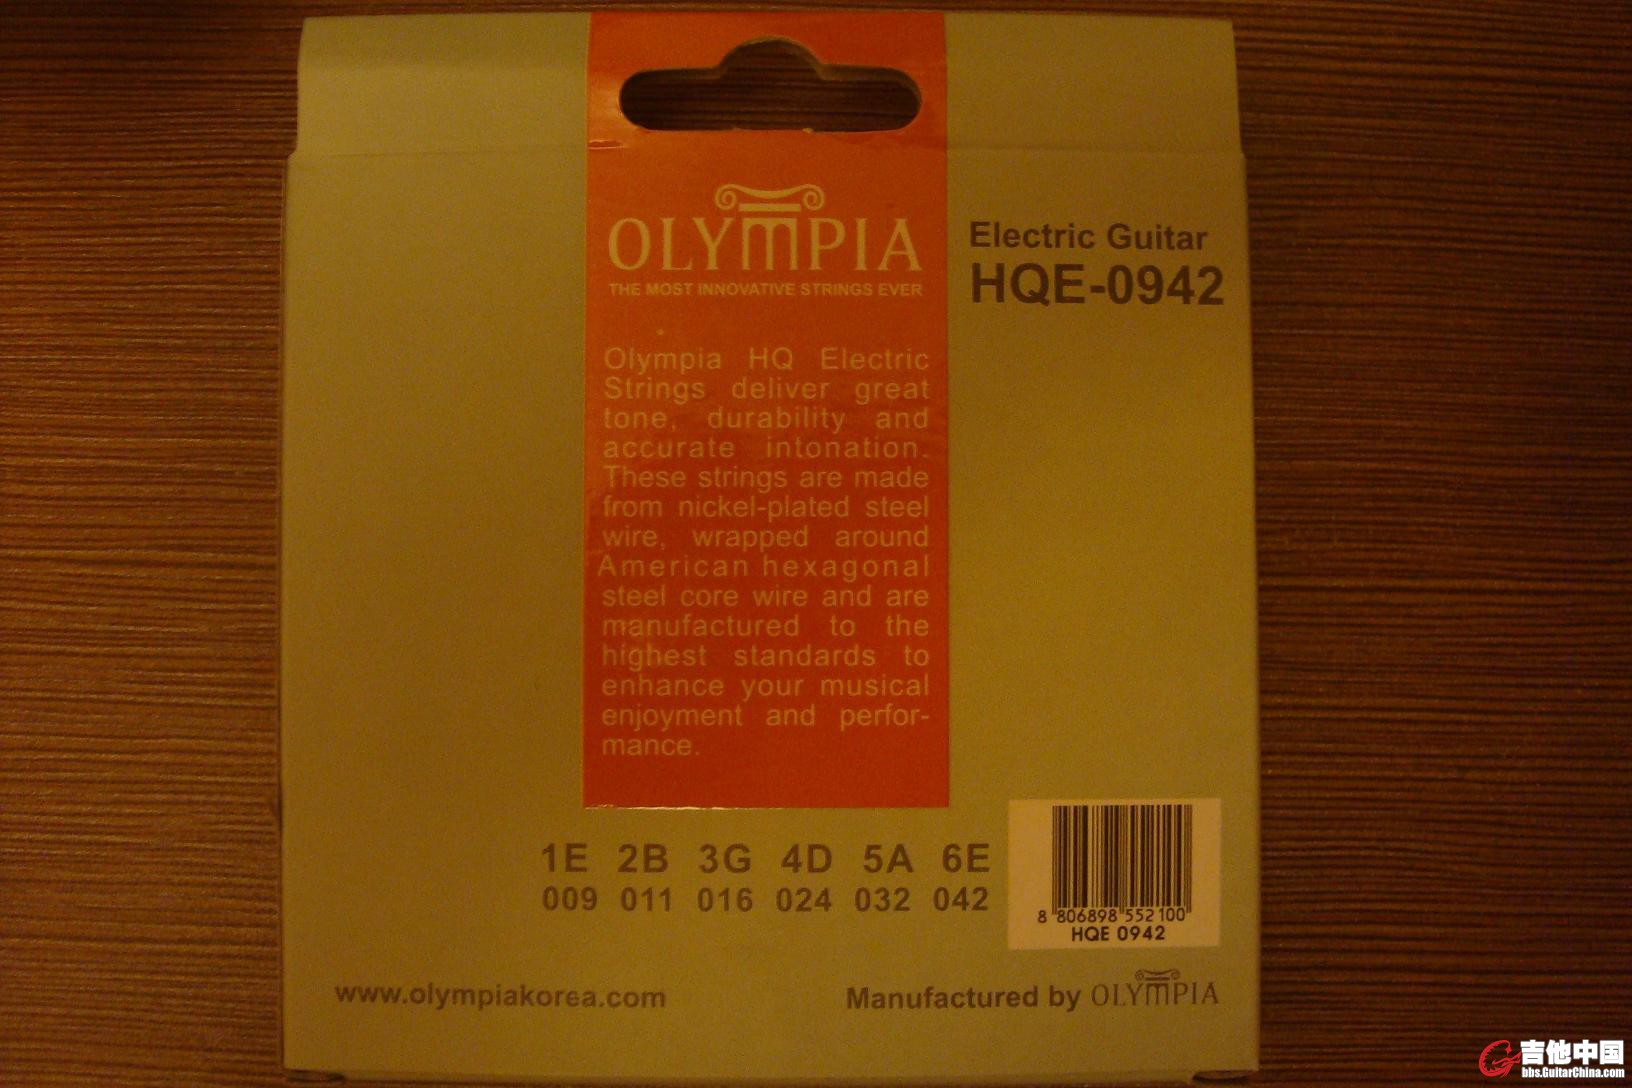 OLYMPIA
THE MOST INNOVATIVE STRINGS EVER
Electric Guitar
HQE-0942
Olympia HQ Electric
Strings deliver great
tone, durability and
accurate intonation.
These strings are made
from nickel-plated steel
wire, wrapped around
American hexagonal
steel core wire and are
manufactured to the
highest standards to
enhance your musical
enjoyment and perfor-
mance.
1E 2B 3G 4D 5A 6E
009 011 016 024 032 042
8 806898 552100
HQE 0942
www.olympiakorea.com
Manufactured by OLYMPIA
吉他中国
bbs.GuitarChina.com